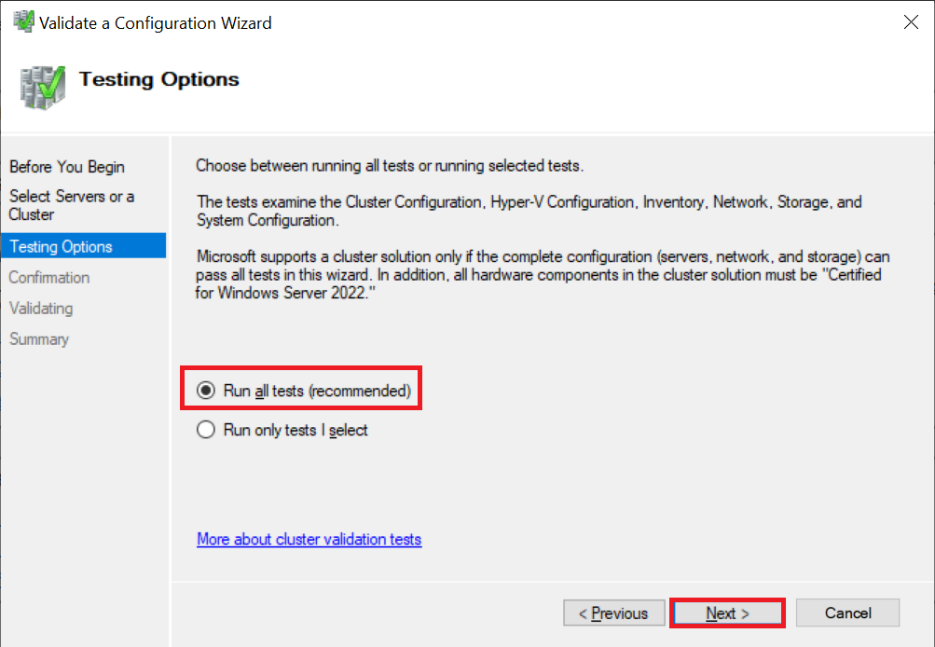 Validate a Configuration Wizard
Testing Options
Before You Begin
Select Servers or a
Cluster
Testing Options
Confirmation
Validating
Summary
Choose between running all tests or running selected tests.
The tests examine the Cluster Configuration, Hyper-V Configuration, Inventory, Network, Storage, and
System Configuration.
Microsoft supports a cluster solution only if the complete configuration (servers, network, and storage) can
pass all tests in this wizard. In addition, all hardware components in the cluster solution must be "Certified
for Windows Server 2022."
Run all tests (recommended)
Run only tests I select
More about cluster validation tests
< Previous
Next >
Cancel